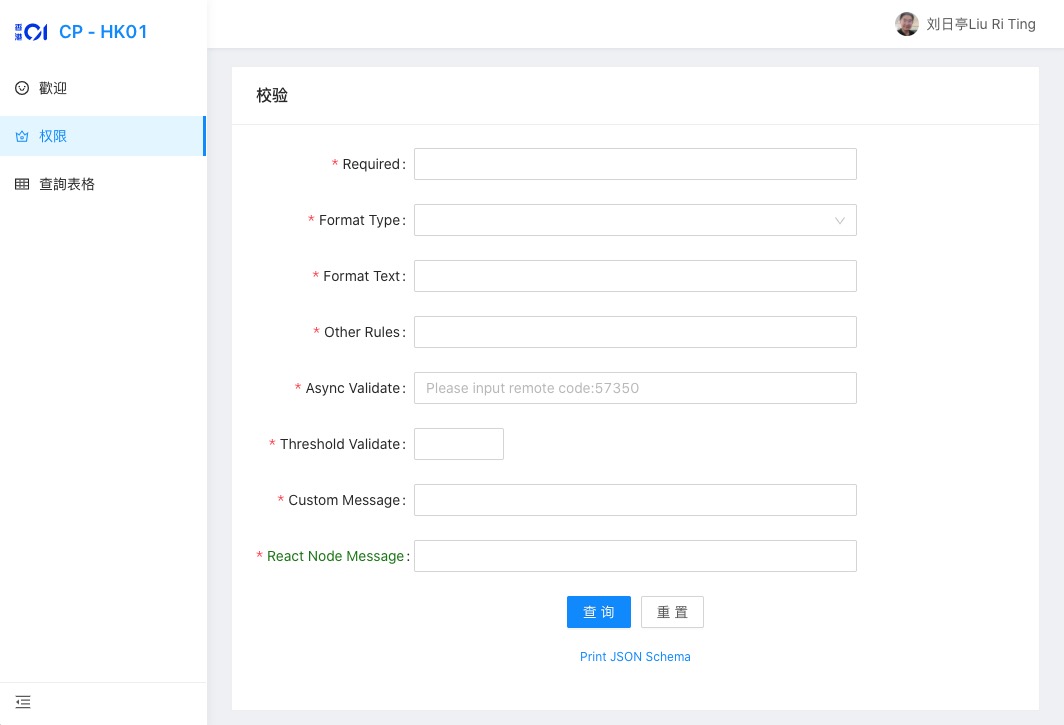 香港01 CP - HK01
刘日亭Liu Ri Ting
歡迎
权限
查詢表格
校验
* Required:
* Format Type:
* Format Text:
* Other Rules:
* Async Validate: Please input remote code:57350
* Threshold Validate:
* Custom Message:
* React Node Message:
查 询 重 置
Print JSON Schema